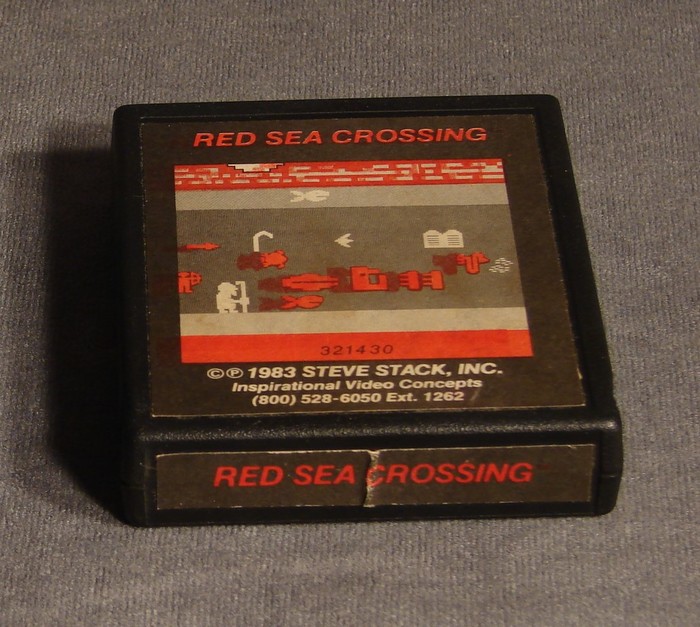 RED SEA CROSSING
321430
©℗ 1983 STEVE STACK, INC.
Inspirational Video Concepts
(800) 528-6050 Ext. 1262
RED SEA CROSSING